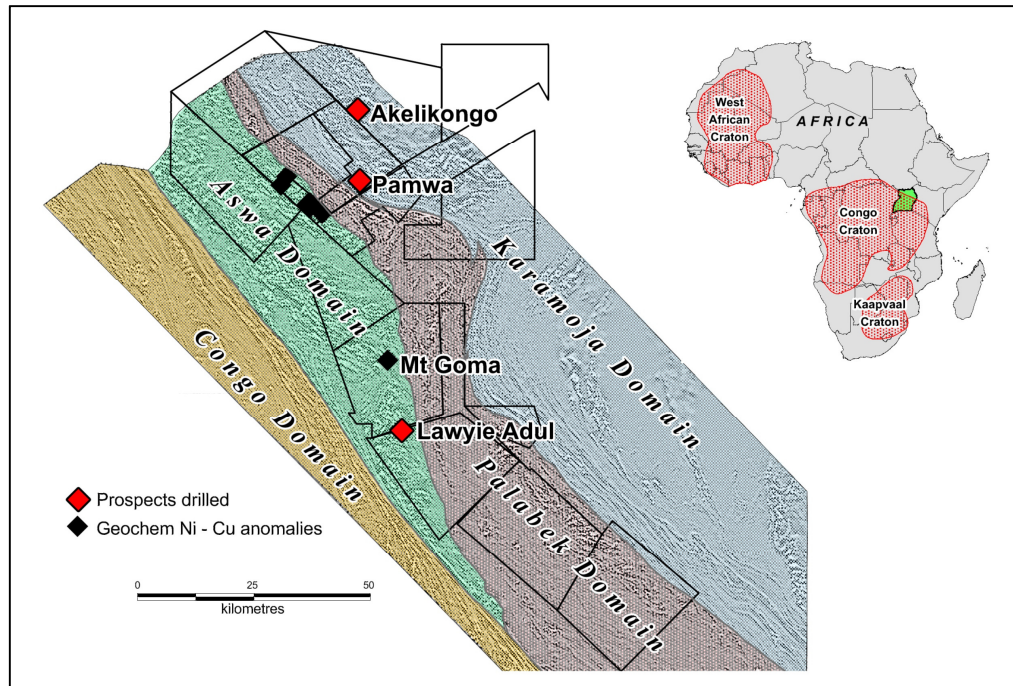 Akelikongo
Pamwa
Aswa Domain
Karamoja Domain
Congo Domain
Mt Goma
Lawyie Adul
Palabek Domain
Prospects drilled
Geochem Ni - Cu anomalies
0 25 50
kilometres
West
African
Craton
AFRICA
Congo
Craton
Kaapvaal
Craton